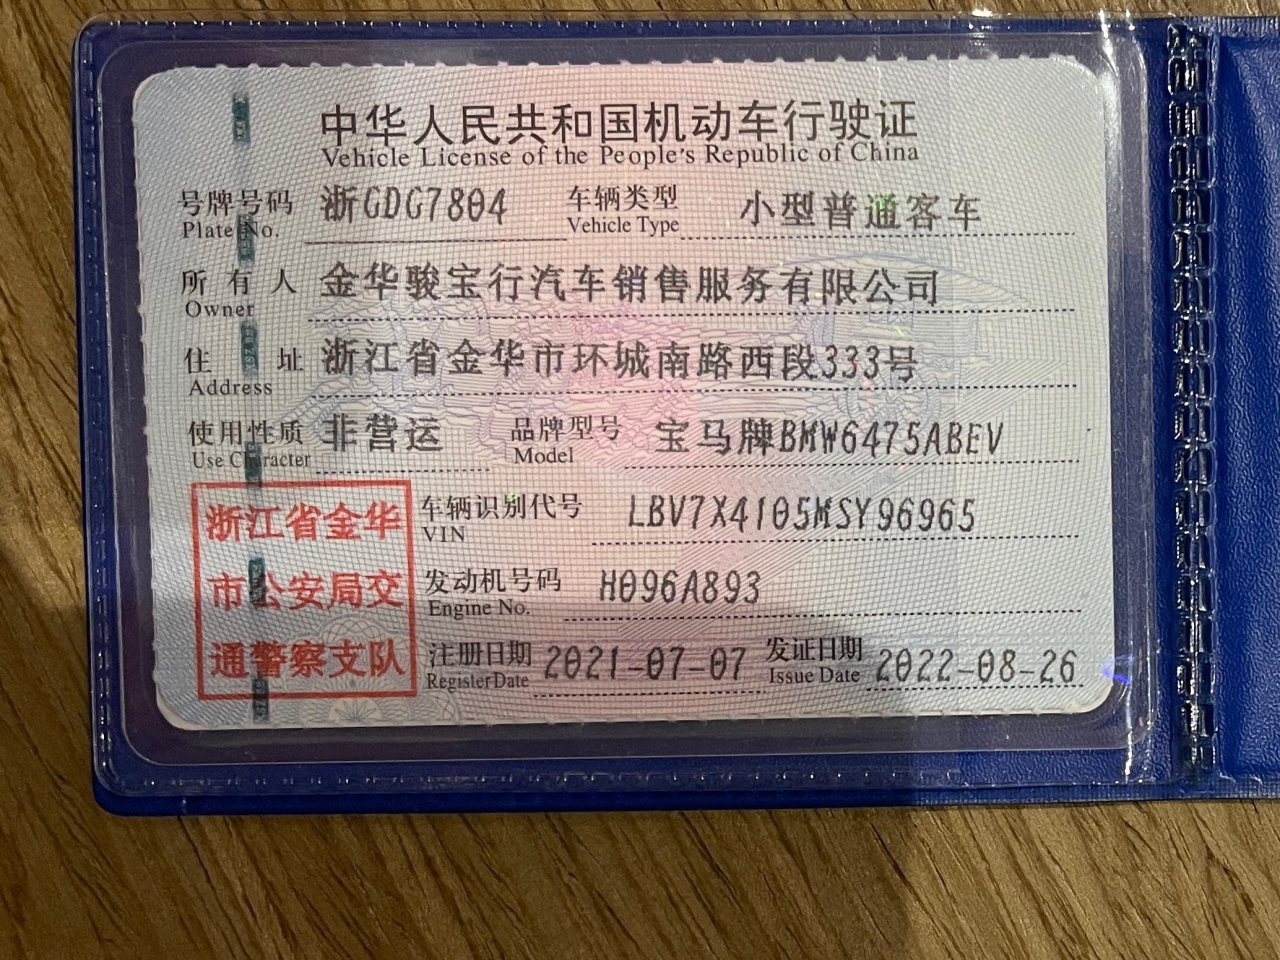 中华人民共和国机动车行驶证
Vehicle License of the People's Republic of China
号牌号码 浙GDG7804 车辆类型 小型普通客车
Plate No. Vehicle Type
所有人 金华骏宝行汽车销售服务有限公司
Owner
住址 浙江省金华市环城南路西段333号
Address
使用性质 非营运 品牌型号 宝马牌BMW6475ABEV
Use Character Model
车辆识别代号 LBV7X4105MSY96965
VIN
发动机号码 H096A893
Engine No.
注册日期 2021-07-07 发证日期 2022-08-26
Register Date Issue Date
浙江省金华
市公安局交
通警察支队